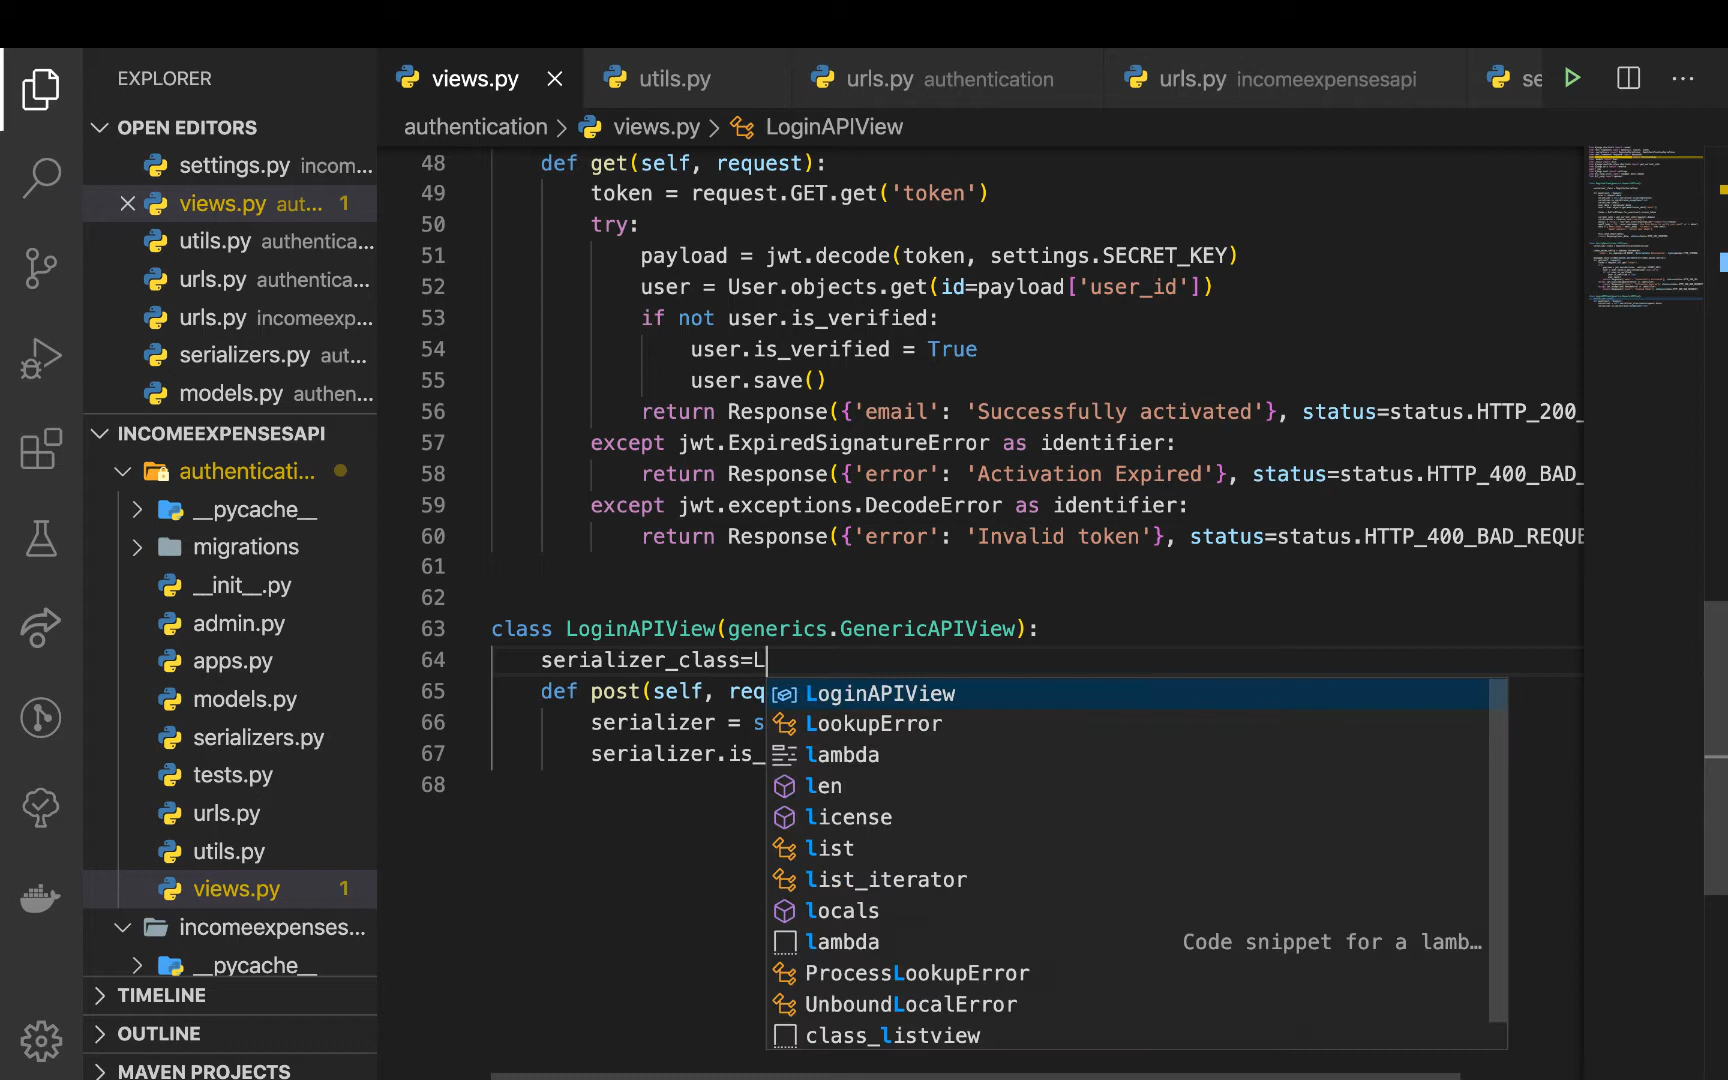 EXPLORER
OPEN EDITORS
settings.py incom...
views.py aut... 1
utils.py authentica...
urls.py authentica...
urls.py incomeexp...
serializers.py aut...
models.py authen...
INCOMEEXPENSESAPI
authenticati...
__pycache__
migrations
__init__.py
admin.py
apps.py
models.py
serializers.py
tests.py
urls.py
utils.py
views.py 1
incomeexpenses...
__pycache__
TIMELINE
OUTLINE
MAVEN PROJECTS
views.py
utils.py
urls.py authentication
urls.py incomeexpensesapi
se
...
authentication > views.py > LoginAPIView
48 def get(self, request):
49 token = request.GET.get('token')
50 try:
51 payload = jwt.decode(token, settings.SECRET_KEY)
52 user = User.objects.get(id=payload['user_id'])
53 if not user.is_verified:
54 user.is_verified = True
55 user.save()
56 return Response({'email': 'Successfully activated'}, status=status.HTTP_200_
57 except jwt.ExpiredSignatureError as identifier:
58 return Response({'error': 'Activation Expired'}, status=status.HTTP_400_BAD_
59 except jwt.exceptions.DecodeError as identifier:
60 return Response({'error': 'Invalid token'}, status=status.HTTP_400_BAD_REQUE
61
62
63 class LoginAPIView(generics.GenericAPIView):
64 serializer_class=L
65 def post(self, req
66 serializer = s
67 serializer.is_
68
LoginAPIView
LookupError
lambda
len
license
list
list_iterator
locals
lambda Code snippet for a lamb...
ProcessLookupError
UnboundLocalError
class_listview